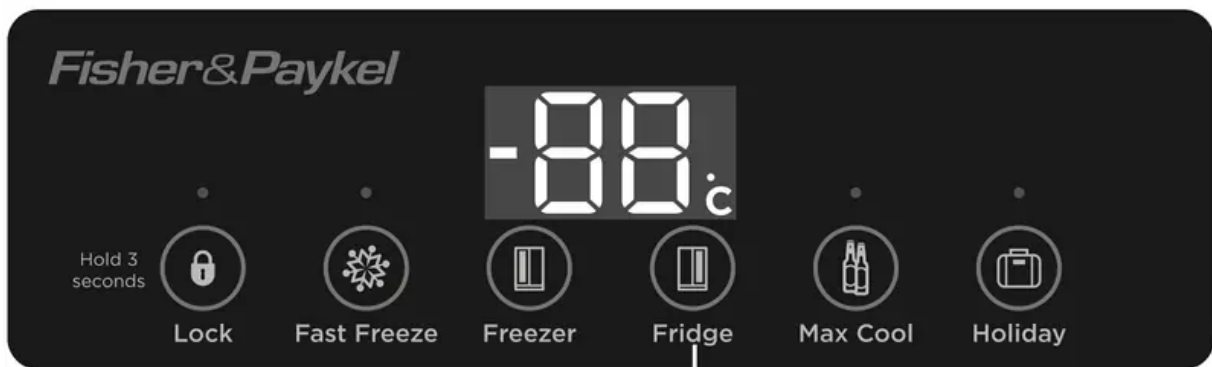 Fisher&Paykel
-88°C
Hold 3
seconds
Lock
Fast Freeze
Freezer
Fridge
Max Cool
Holiday